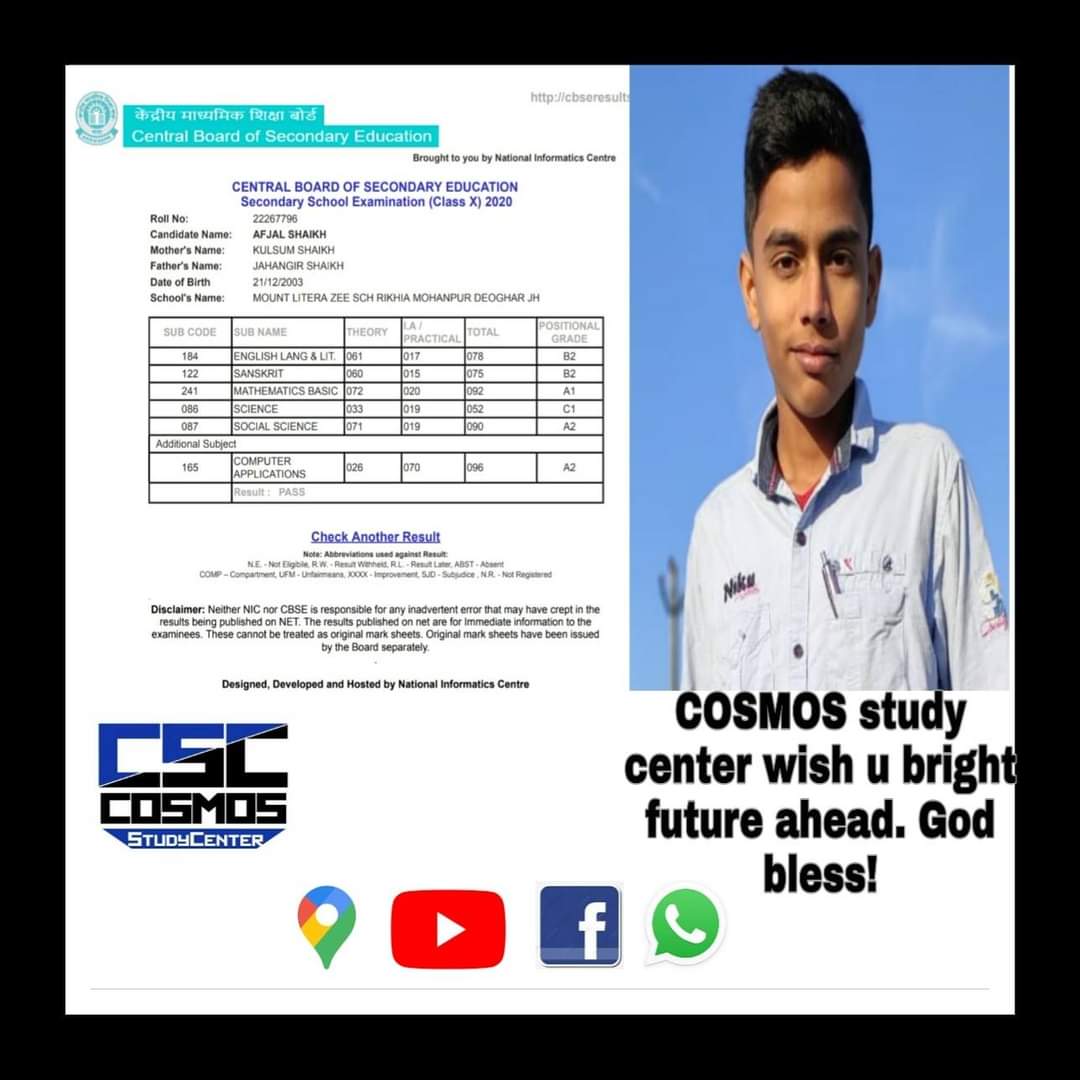 http://cbseresults
केंद्रीय माध्यमिक शिक्षा बोर्ड
Central Board of Secondary Education
Brought to you by National Informatics Centre
CENTRAL BOARD OF SECONDARY EDUCATION
Secondary School Examination (Class X) 2020
Roll No: 22267796
Candidate Name: AFJAL SHAIKH
Mother's Name: KULSUM SHAIKH
Father's Name: JAHANGIR SHAIKH
Date of Birth 21/12/2003
School's Name: MOUNT LITERA ZEE SCH RIKHIA MOHANPUR DEOGHAR JH
SUB CODE SUB NAME THEORY I.A / PRACTICAL TOTAL POSITIONAL GRADE
184 ENGLISH LANG & LIT. 061 017 078 B2
122 SANSKRIT 060 015 075 B2
241 MATHEMATICS BASIC 072 020 092 A1
086 SCIENCE 033 019 052 C1
087 SOCIAL SCIENCE 071 019 090 A2
Additional Subject
165 COMPUTER APPLICATIONS 026 070 096 A2
Result : PASS
Check Another Result
Note: Abbreviations used against Result:
N.E. - Not Eligibile, R.W. - Result Withheld, R.L. - Result Later, ABST - Absent
COMP – Compartment, UFM - Unfairmeans, XXXX - Improvement, SJD - Subjudice , N.R. - Not Registered
Disclaimer: Neither NIC nor CBSE is responsible for any inadvertent error that may have crept in the
results being published on NET. The results published on net are for Immediate information to the
examinees. These cannot be treated as original mark sheets. Original mark sheets have been issued
by the Board separately.
Designed, Developed and Hosted by National Informatics Centre
Niku
COSMOS study
center wish u bright
future ahead. God
bless!
CSC
COSMOS
STUDYCENTER
f